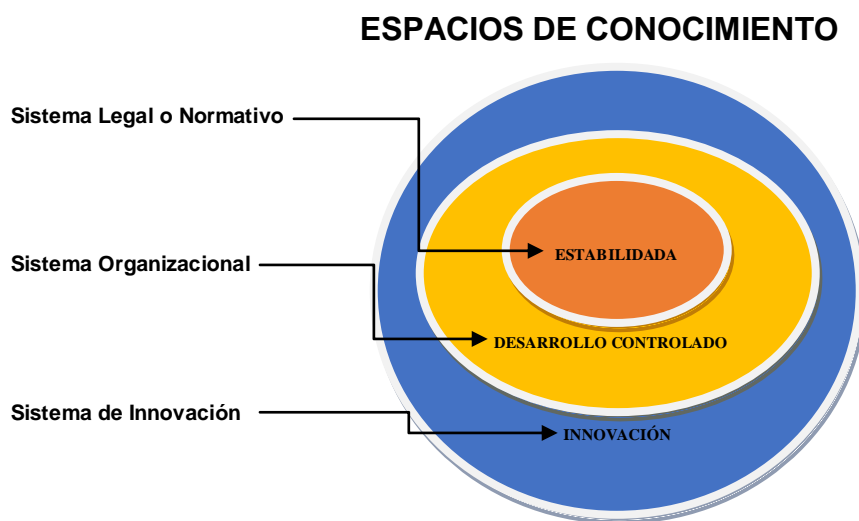 ESPACIOS DE CONOCIMIENTO
Sistema Legal o Normativo
ESTABILIDADA
Sistema Organizacional
DESARROLLO CONTROLADO
Sistema de Innovación
INNOVACIÓN